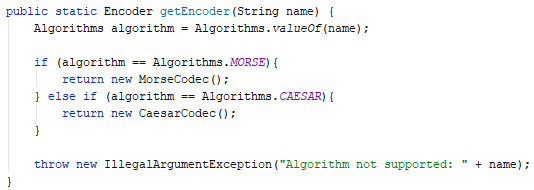 public static Encoder getEncoder(String name) {
    Algorithms algorithm = Algorithms.valueOf(name);

    if (algorithm == Algorithms.MORSE){
        return new MorseCodec();
    } else if (algorithm == Algorithms.CAESAR){
        return new CaesarCodec();
    }

    throw new IllegalArgumentException("Algorithm not supported: " + name);
}